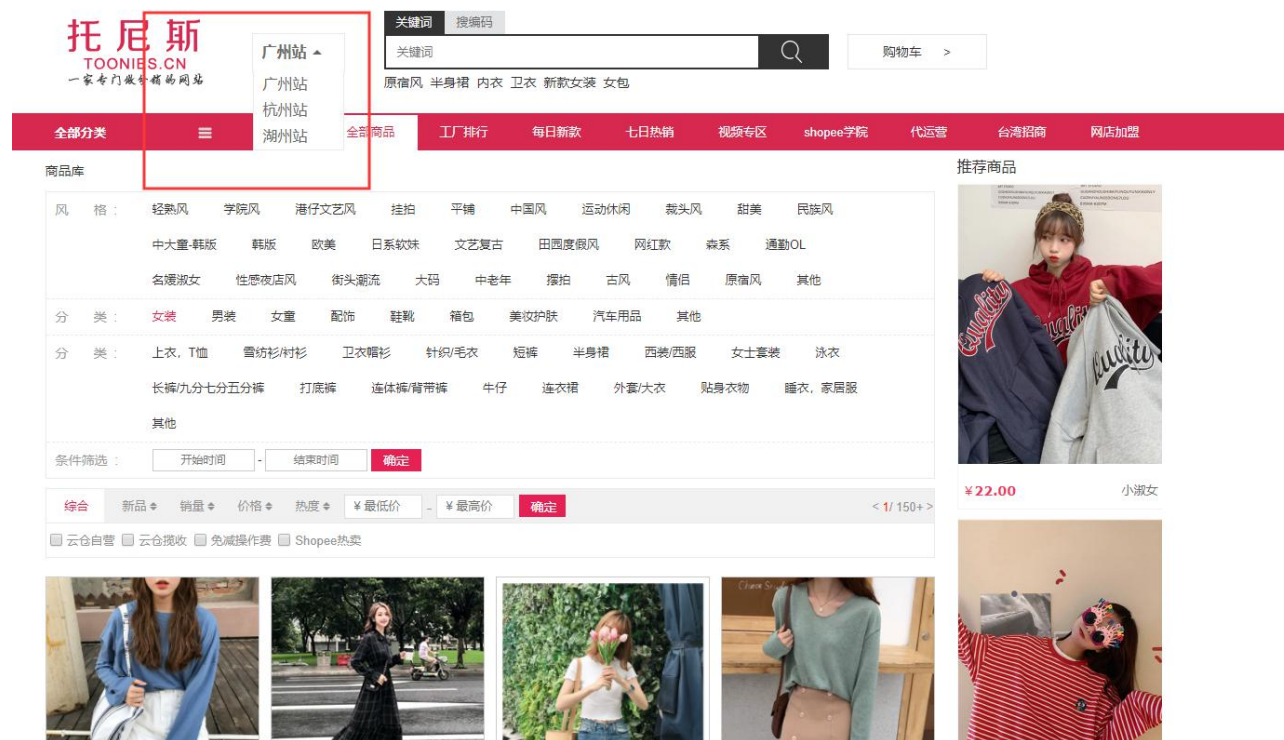 托尼斯
TOONIES.CN
一家专门做分销的网站
广州站
广州站
杭州站
湖州站
关键词 搜编码
关键词
原宿风 半身裙 内衣 卫衣 新款女装 女包
购物车 >
全部分类 全部商品 工厂排行 每日新款 七日热销 视频专区 shopee学院 代运营 台湾招商 网店加盟
商品库
风 格： 轻熟风 学院风 港仔文艺风 挂拍 平铺 中国风 运动休闲 裁头风 甜美 民族风
中大童-韩版 韩版 欧美 日系软妹 文艺复古 田园度假风 网红款 森系 通勤OL
名媛淑女 性感夜店风 街头潮流 大码 中老年 摆拍 古风 情侣 原宿风 其他
分 类： 女装 男装 女童 配饰 鞋靴 箱包 美妆护肤 汽车用品 其他
分 类： 上衣，T恤 雪纺衫/衬衫 卫衣帽衫 针织/毛衣 短裤 半身裙 西装/西服 女士套装 泳衣
长裤/九分七分五分裤 打底裤 连体裤/背带裤 牛仔 连衣裙 外套/大衣 贴身衣物 睡衣，家居服
其他
条件筛选： 开始时间 - 结束时间 确定
综合 新品 销量 价格 热度 ¥ 最低价 - ¥ 最高价 确定 < 1/ 150+ >
云仓自营 云仓揽收 免减操作费 Shopee热卖
推荐商品
Quality
Quality
Quality
¥22.00 小淑女